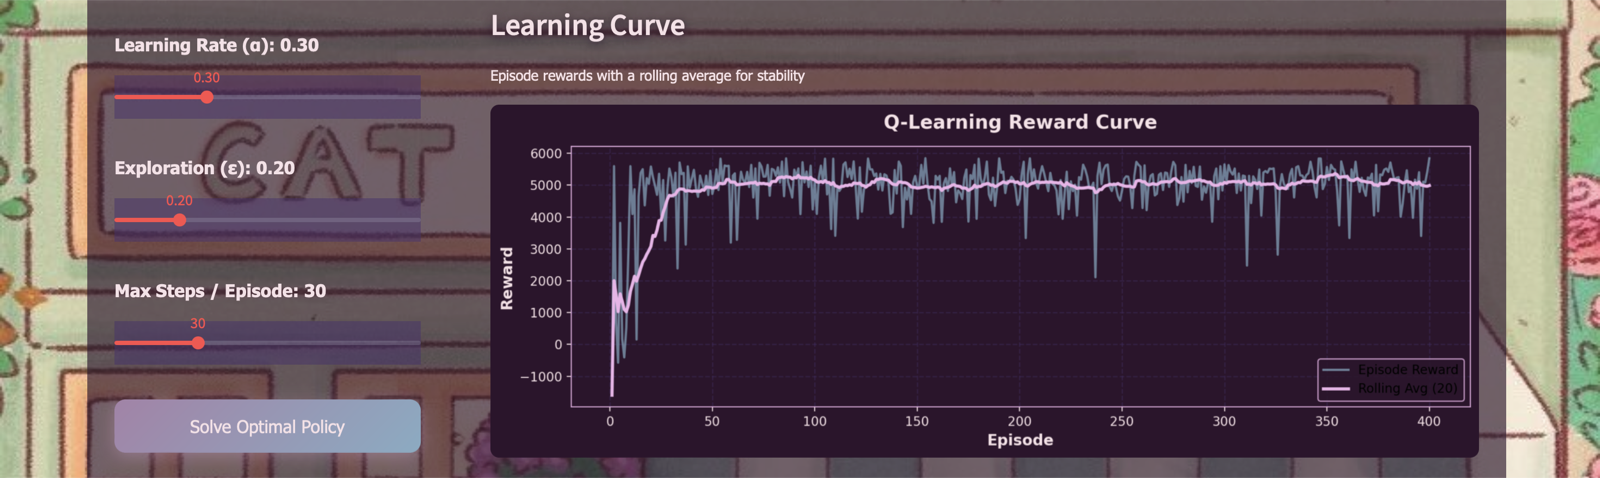 Learning Rate (α): 0.30
0.30
CAT
Exploration (ε): 0.20
0.20
Max Steps / Episode: 30
30
Solve Optimal Policy
Learning Curve
Episode rewards with a rolling average for stability
Q-Learning Reward Curve
6000
5000
4000
3000
2000
1000
0
−1000
Reward
0 50 100 150 200 250 300 350 400
Episode
Episode Reward
Rolling Avg (20)